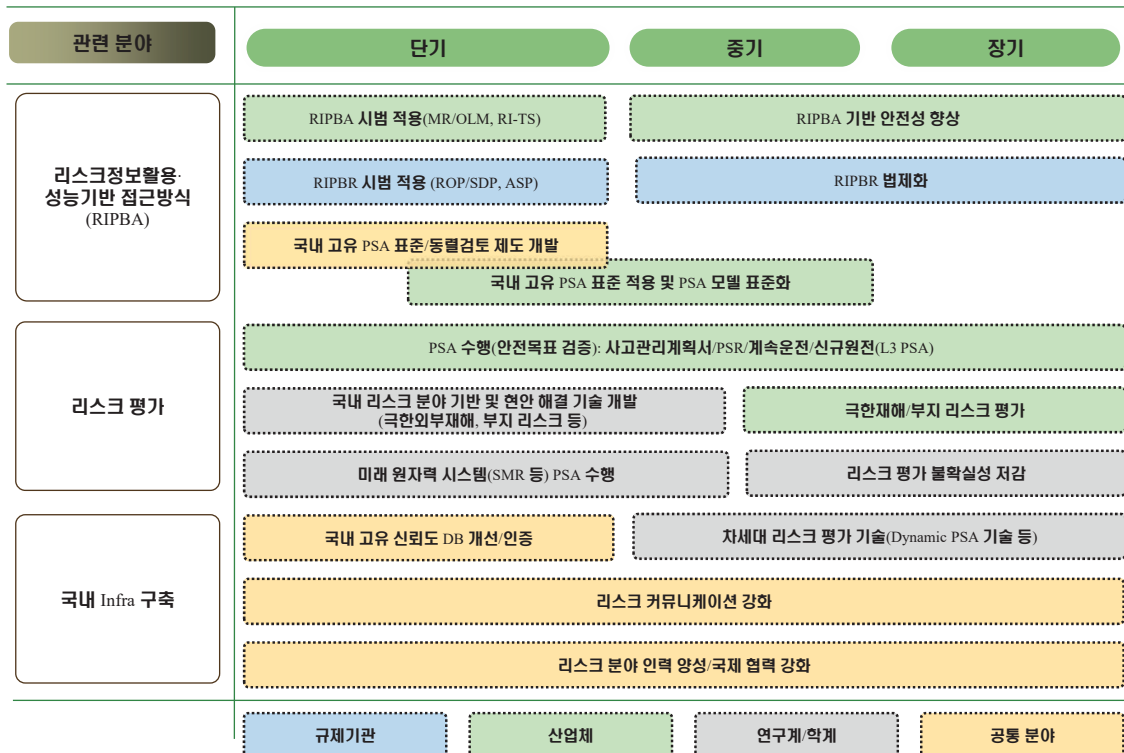 관련 분야
단기
중기
장기
리스크정보활용·
성능기반 접근방식
(RIPBA)
RIPBA 시범 적용(MR/OLM, RI-TS)
RIPBA 기반 안전성 향상
RIPBR 시범 적용 (ROP/SDP, ASP)
RIPBR 법제화
국내 고유 PSA 표준/동렬검토 제도 개발
국내 고유 PSA 표준 적용 및 PSA 모델 표준화
리스크 평가
PSA 수행(안전목표 검증): 사고관리계획서/PSR/계속운전/신규원전(L3 PSA)
국내 리스크 분야 기반 및 현안 해결 기술 개발
(극한외부재해, 부지 리스크 등)
극한재해/부지 리스크 평가
미래 원자력 시스템(SMR 등) PSA 수행
리스크 평가 불확실성 저감
국내 Infra 구축
국내 고유 신뢰도 DB 개선/인증
차세대 리스크 평가 기술(Dynamic PSA 기술 등)
리스크 커뮤니케이션 강화
리스크 분야 인력 양성/국제 협력 강화
규제기관
산업체
연구계/학계
공통 분야